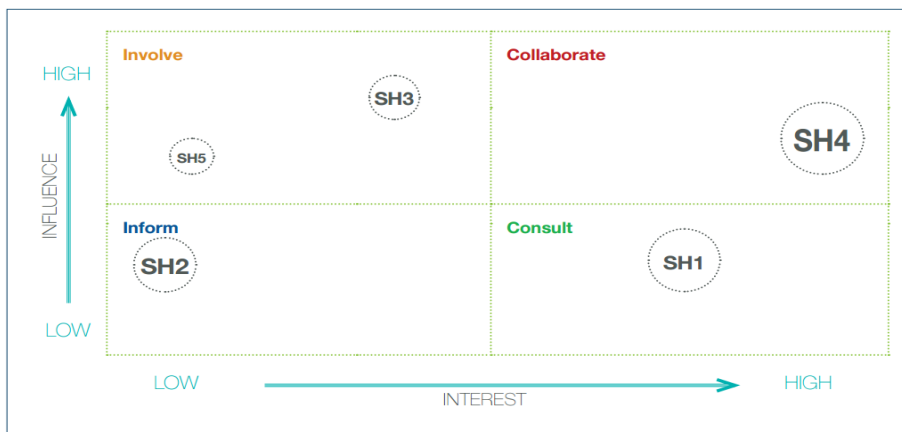 Involve
Collaborate
HIGH
SH3
SH4
SH5
INFLUENCE
Inform
Consult
SH2
SH1
LOW
LOW
HIGH
INTEREST